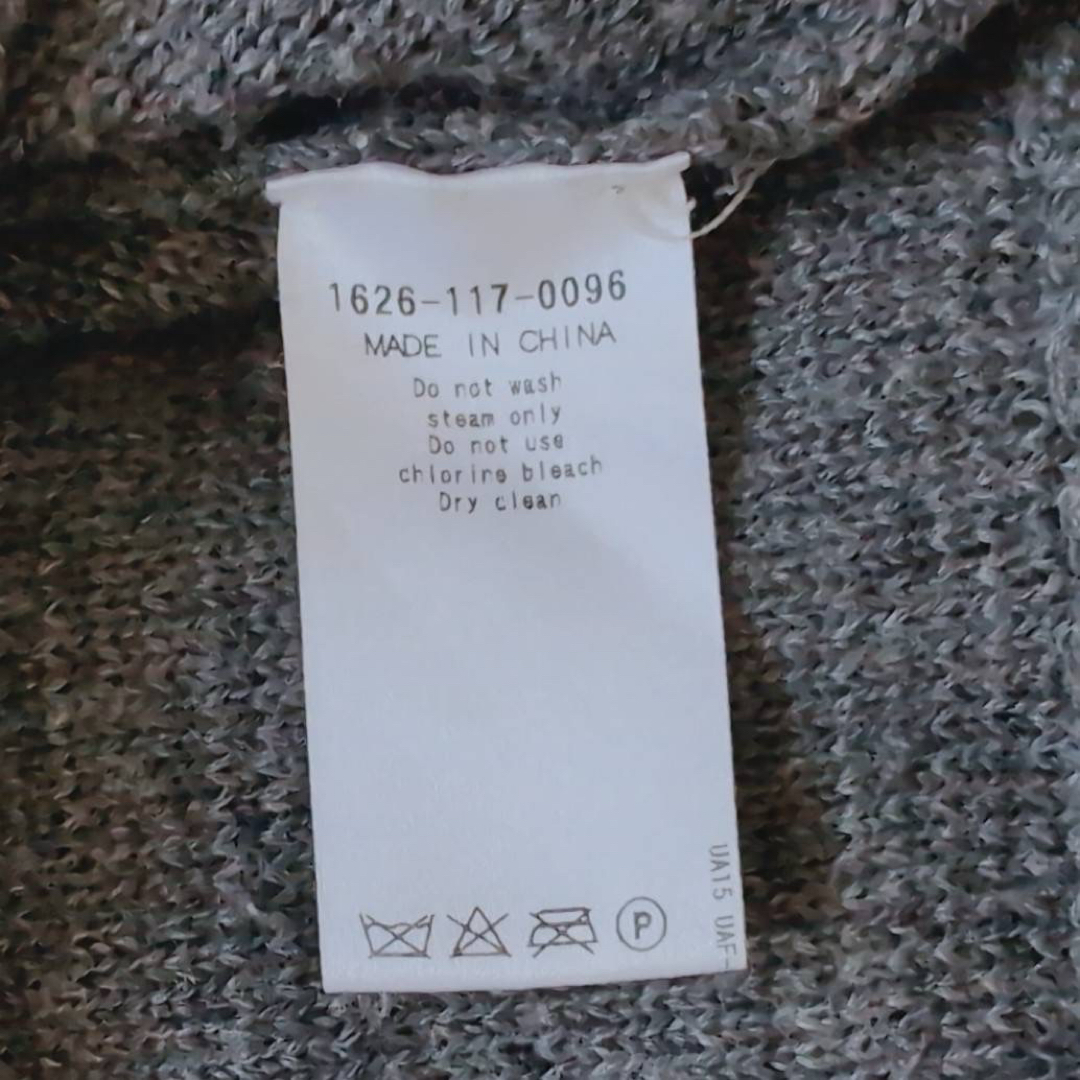 1626-117-0096
MADE IN CHINA
Do not wash
steam only
Do not use
chlorine bleach
Dry clean
P
UA15 UAF-